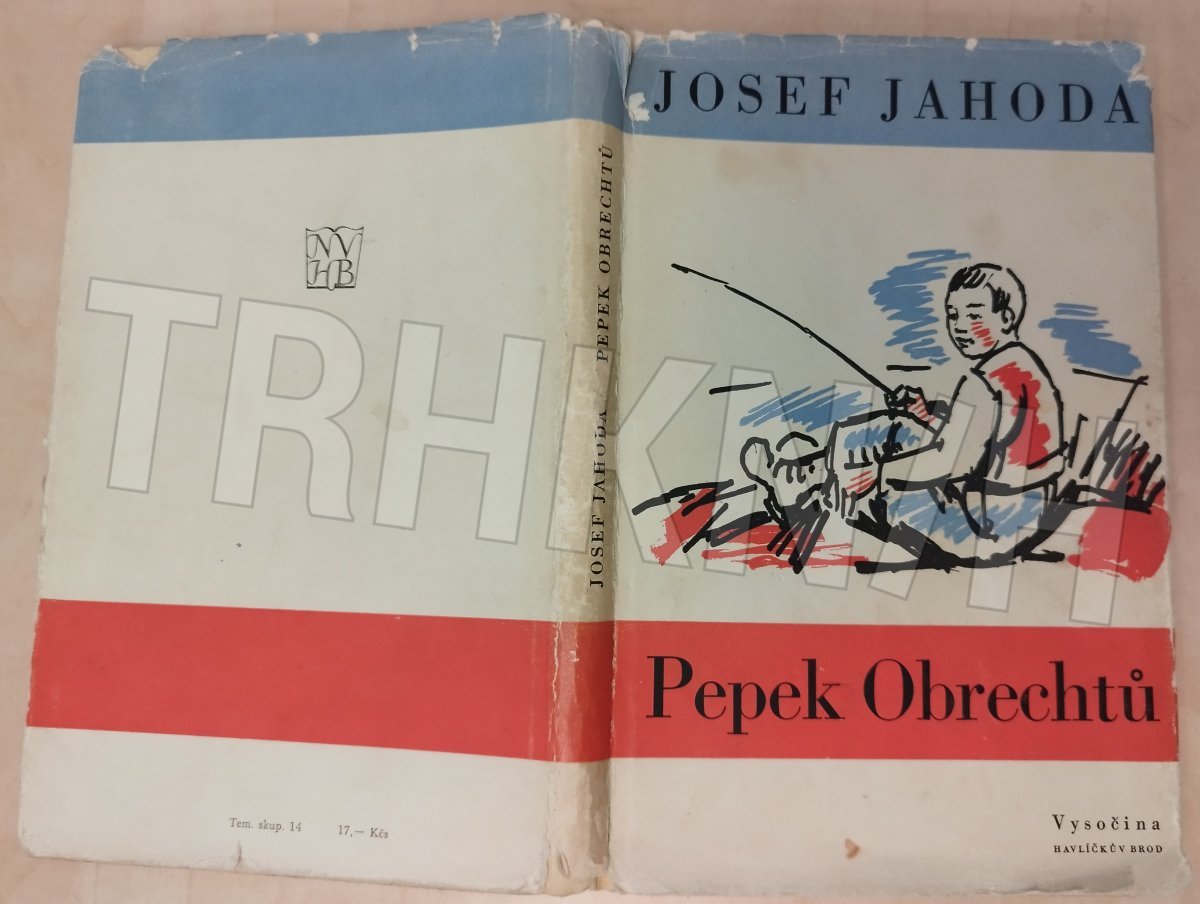 JOSEF JAHODA
Pepek Obrechtů
Vysočina
HAVLÍČKŮV BROD
JOSEF JAHODA / PEPEK OBRECHTŮ
NV
HB
Tem. skup. 14 17,— Kčs
TRHKNIH